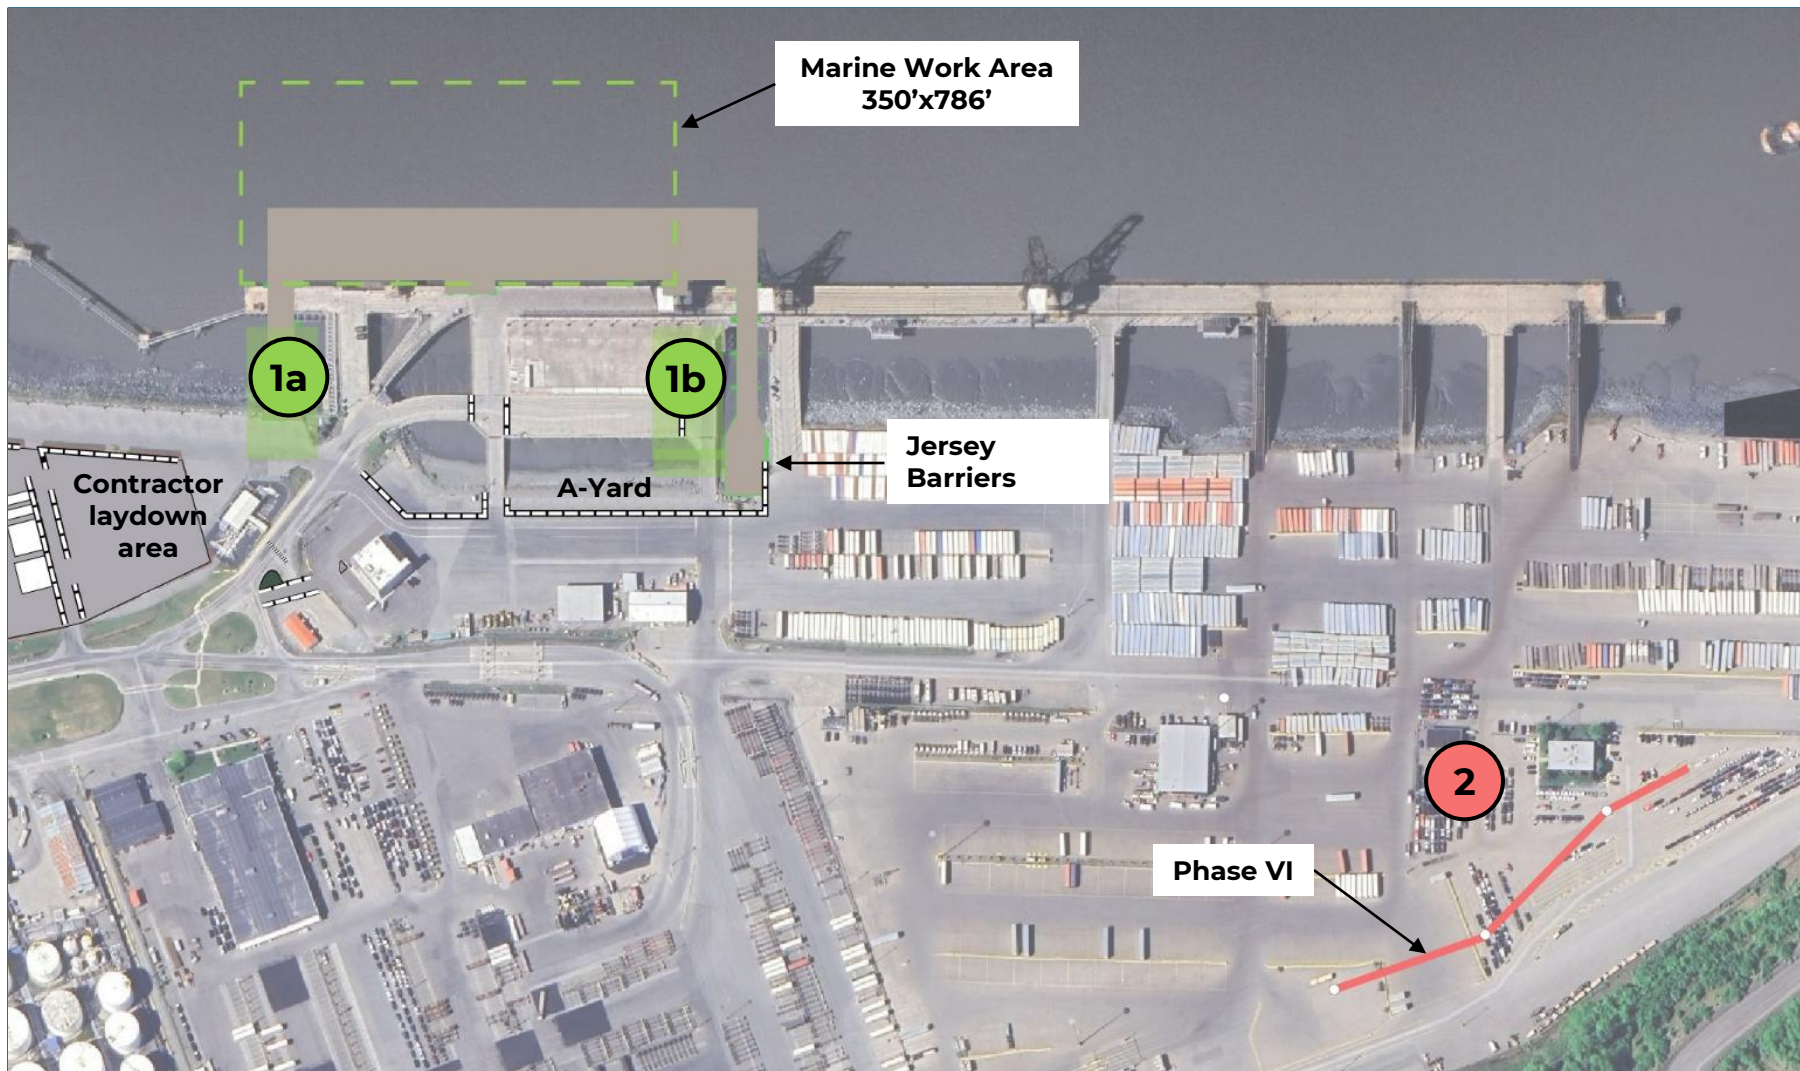 Marine Work Area
350’x786’
1a
1b
Jersey
Barriers
Contractor
laydown
area
A-Yard
2
Phase VI